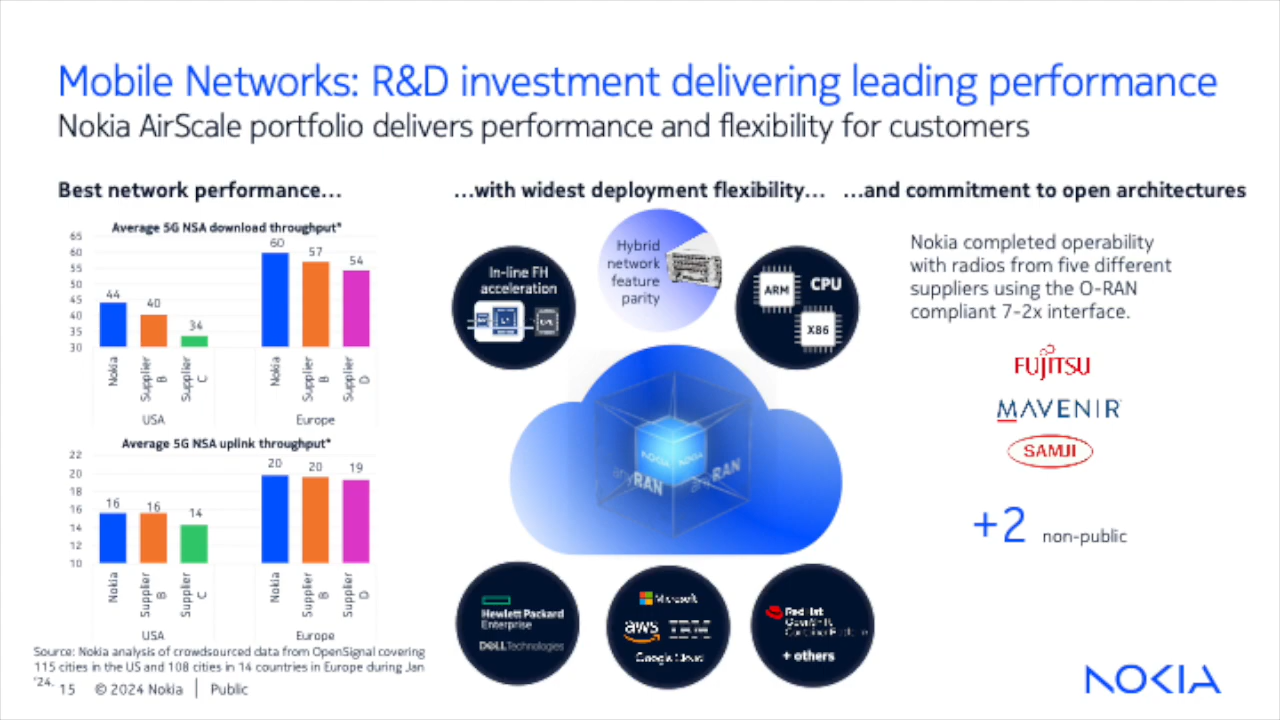 Mobile Networks: R&D investment delivering leading performance
Nokia AirScale portfolio delivers performance and flexibility for customers
Best network performance...
Average 5G NSA download throughput*
65
60
55
50
45
40
35
30
44
40
34
60
57
54
Nokia
Supplier B
Supplier C
Nokia
Supplier B
Supplier D
USA
Europe
Average 5G NSA uplink throughput*
22
20
18
16
14
12
10
16
16
14
20
20
19
Nokia
Supplier B
Supplier C
Nokia
Supplier B
Supplier D
USA
Europe
Source: Nokia analysis of crowdsourced data from OpenSignal covering
115 cities in the US and 108 cities in 14 countries in Europe during Jan
'24.
...with widest deployment flexibility...
In-line FH
acceleration
L1
CPU
Hybrid
network
feature
parity
ARM
CPU
X86
NOKIA
NOKIA
anyRAN
anyRAN
Hewlett Packard
Enterprise
DELL Technologies
Microsoft
aws
IBM
Google Cloud
Red Hat
OpenShift
Container Platform
+ others
...and commitment to open architectures
Nokia completed operability
with radios from five different
suppliers using the O-RAN
compliant 7-2x interface.
FUJITSU
MAVENIR
SAMJI
+2 non-public
15 © 2024 Nokia | Public
NOKIA